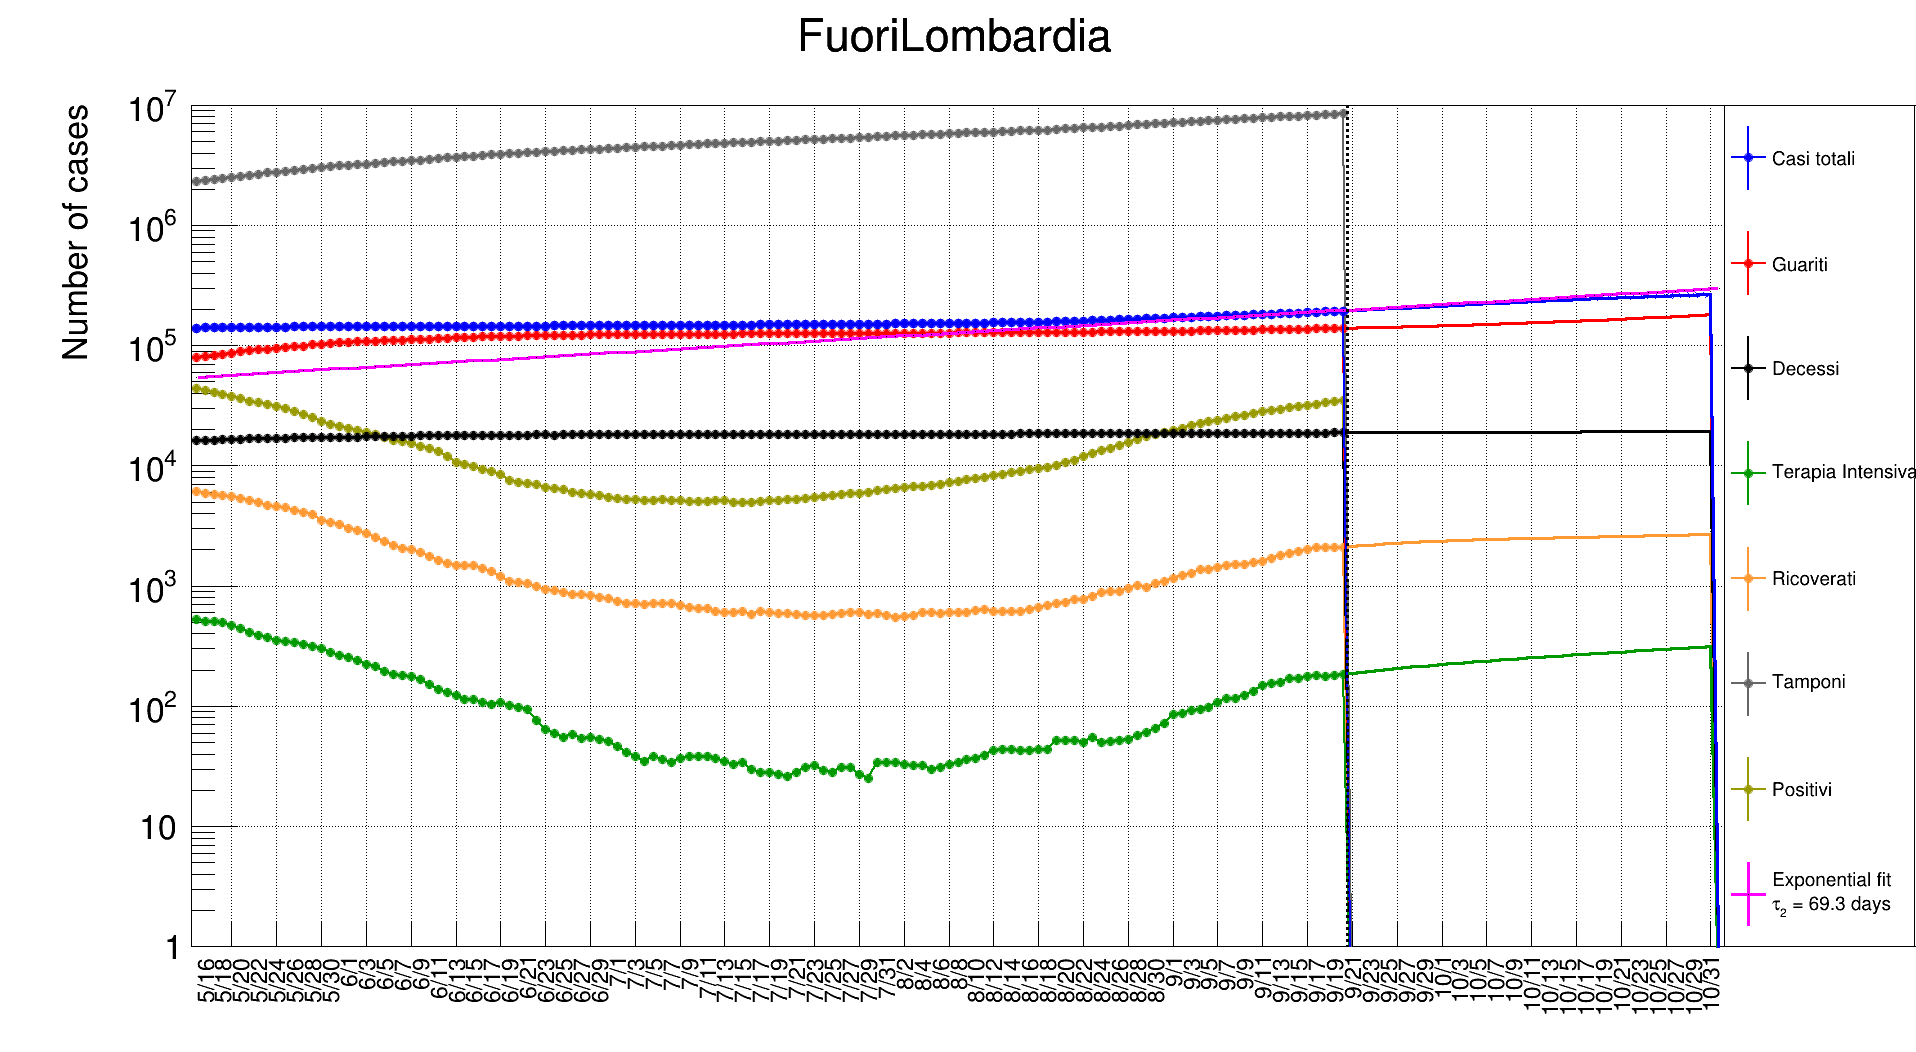 FuoriLombardia
Number of cases
10^7
10^6
10^5
10^4
10^3
10^2
10
1
Casi totali
Guariti
Decessi
Terapia Intensiva
Ricoverati
Tamponi
Positivi
Exponential fit
τ_2 = 69.3 days
5/16 5/18 5/20 5/22 5/24 5/26 5/28 5/30 6/1 6/3 6/5 6/7 6/9 6/11 6/13 6/15 6/17 6/19 6/21 6/23 6/25 6/27 6/29 7/1 7/3 7/5 7/7 7/9 7/11 7/13 7/15 7/17 7/19 7/21 7/23 7/25 7/27 7/29 7/31 8/2 8/4 8/6 8/8 8/10 8/12 8/14 8/16 8/18 8/20 8/22 8/24 8/26 8/28 8/30 9/1 9/3 9/5 9/7 9/9 9/11 9/13 9/15 9/17 9/19 9/21 9/23 9/25 9/27 9/29 10/1 10/3 10/5 10/7 10/9 10/11 10/13 10/15 10/17 10/19 10/21 10/23 10/25 10/27 10/29 10/31